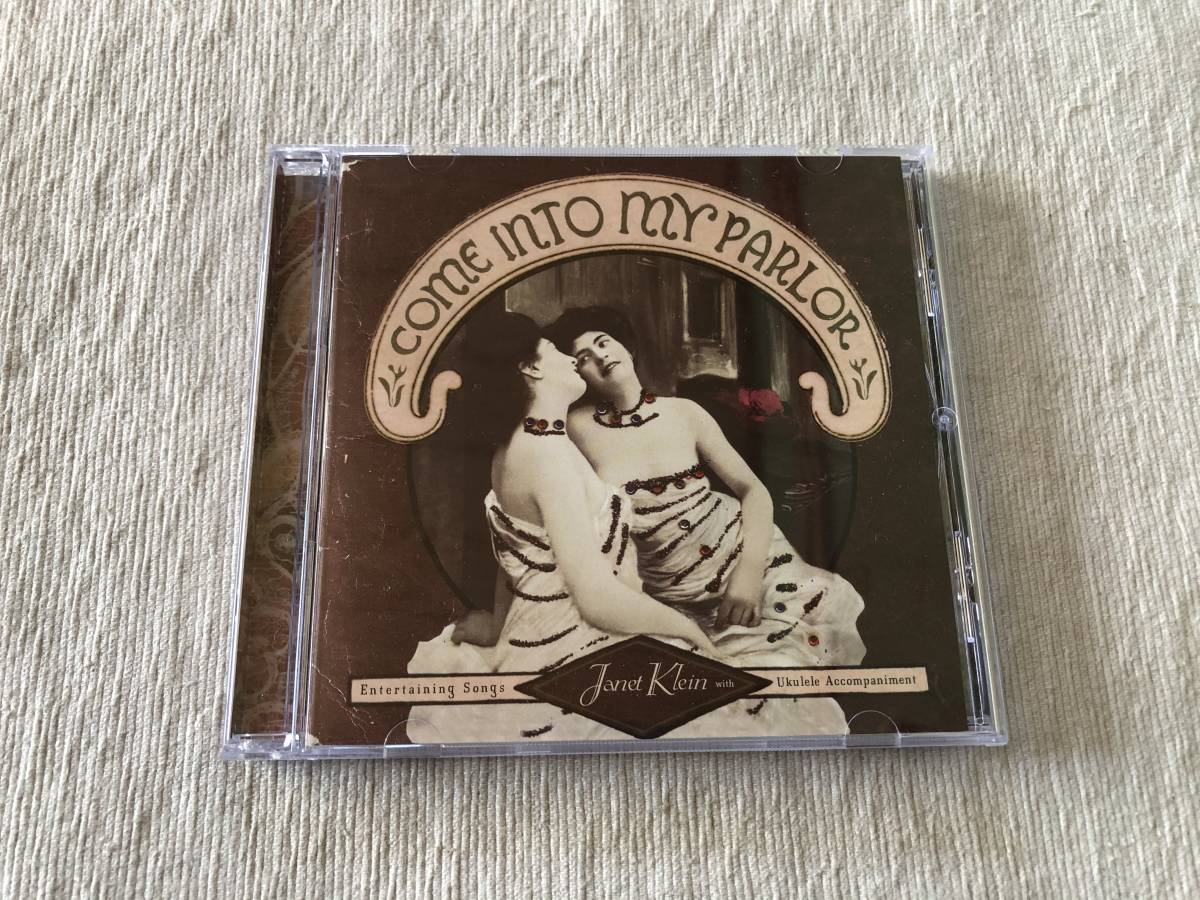 COME INTO MY PARLOR
Entertaining Songs Janet Klein with Ukulele Accompaniment